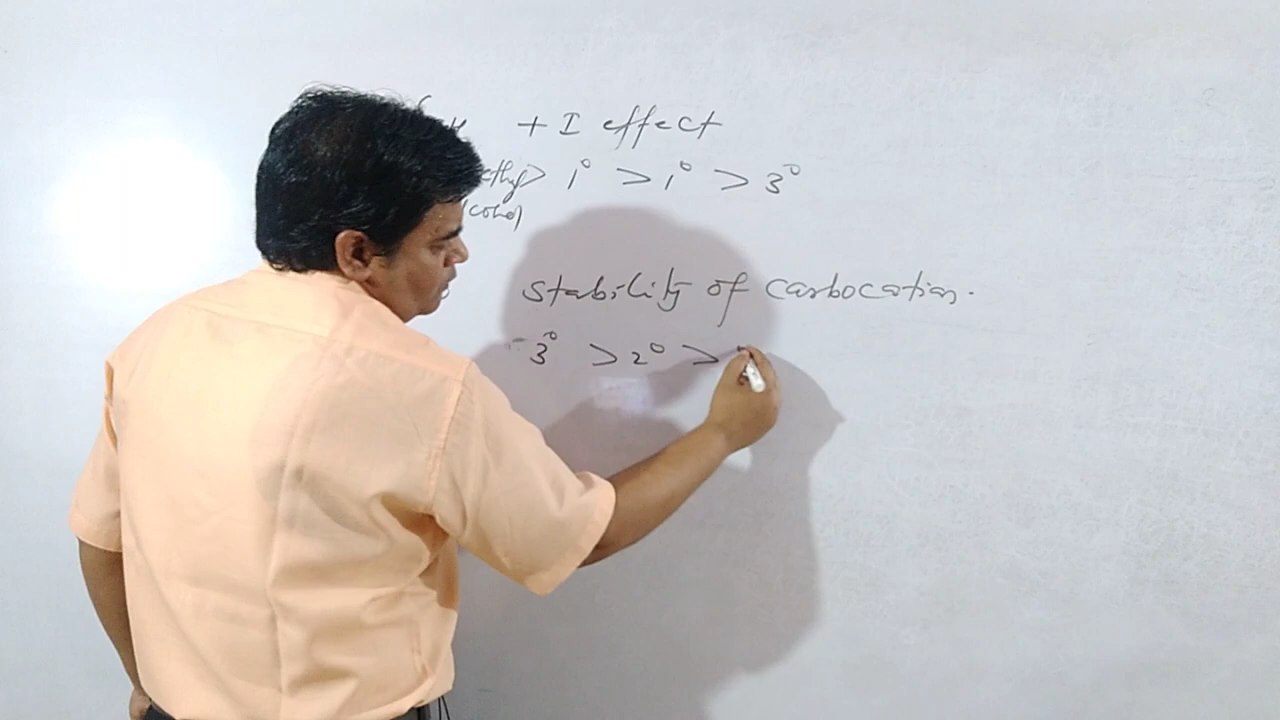 + I effect
> 1° > 1° > 3°
stability of carbocation.
3° > 2° >